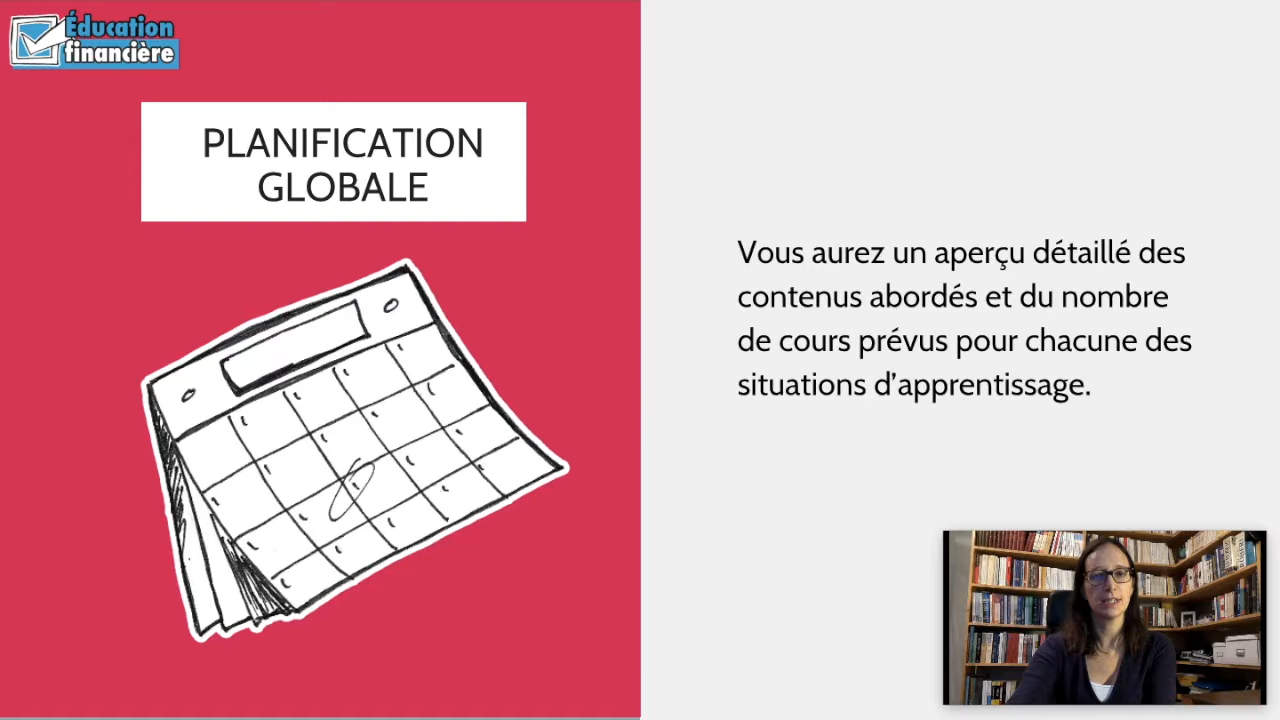 Éducation
financière
PLANIFICATION
GLOBALE
Vous aurez un aperçu détaillé des
contenus abordés et du nombre
de cours prévus pour chacune des
situations d’apprentissage.